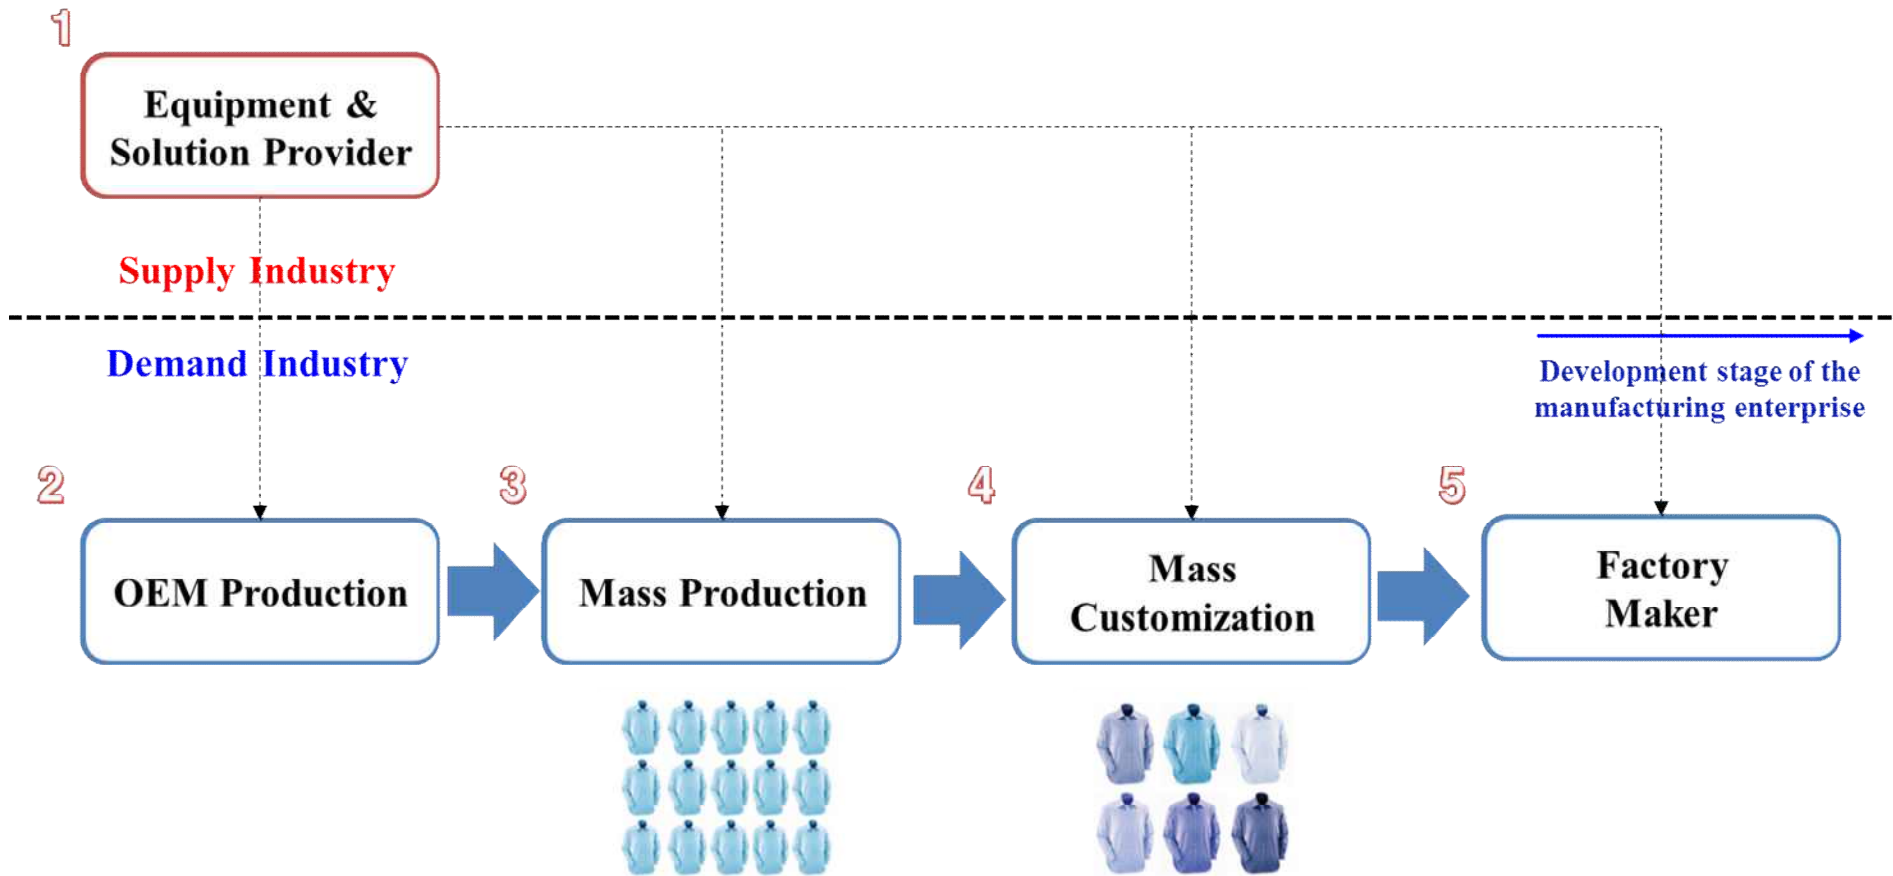 1
Equipment &
Solution Provider
Supply Industry
Demand Industry
Development stage of the
manufacturing enterprise
2
OEM Production
3
Mass Production
4
Mass
Customization
5
Factory
Maker